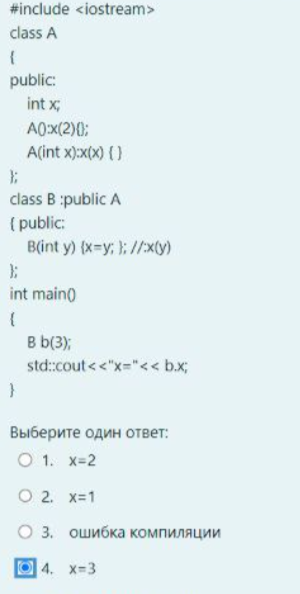 #include <iostream>
class A
{
public:
int x;
A():x(2){};
A(int x):x(x) { }
};
class B :public A
{ public:
B(int y) {x=y; }; //:x(y)
};
int main()
{
B b(3);
std::cout<<"x="<< b.x;
}
Выберите один ответ:
1. x=2
2. x=1
3. ошибка компиляции
4. x=3